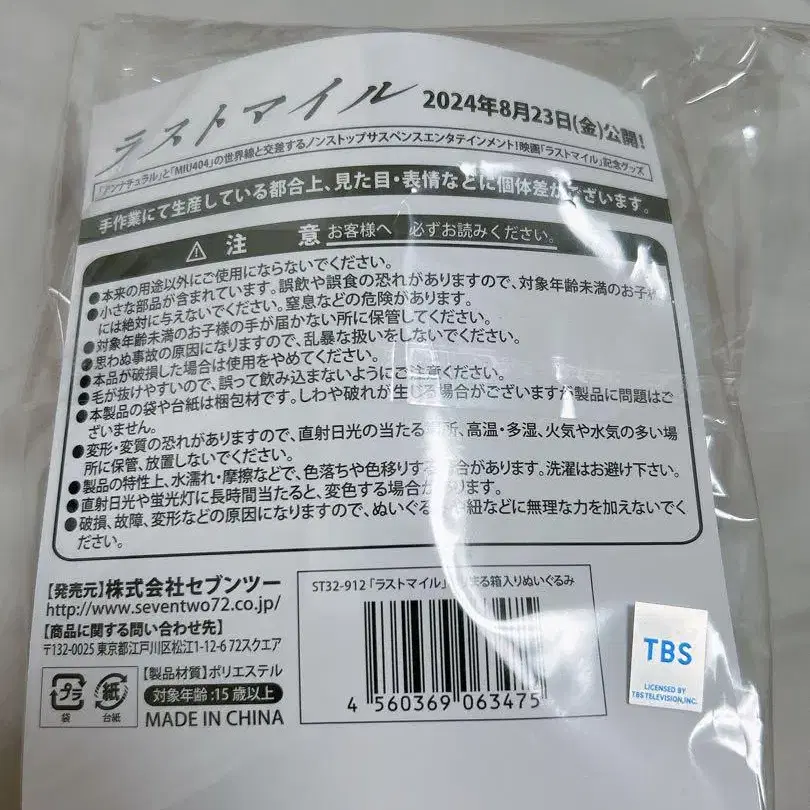 ラストマイル 2024年8月23日(金)公開!
「アンナチュラル」と「MIU404」の世界線と交差するノンストップサスペンスエンタテインメント!映画「ラストマイル」記念グッズ
手作業にて生産している都合上、見た目・表情などに個体差がございます。
注意 お客様へ 必ずお読みください。
●本来の用途以外にご使用にならないでください。
●小さな部品が含まれています。誤飲や誤食の恐れがありますので、対象年齢未満のお子様
には絶対に与えないでください。窒息などの危険があります。
●対象年齢未満のお子様の手が届かない所に保管してください。
●思わぬ事故の原因になりますので、乱暴な扱いをしないでください。
●本品が破損した場合は使用をやめてください。
●毛が抜けやすいので、誤って飲み込まないようにご注意ください。
●本製品の袋や台紙は梱包材です。しわや破れが生じる場合がございますが製品に問題はご
ざいません。
●変形・変質の恐れがありますので、直射日光の当たる場所、高温・多湿、火気や水気の多い場
所に保管、放置しないでください。
●製品の特性上、水濡れ・摩擦などで、色落ちや色移りする場合があります。洗濯はお避け下さい。
●直射日光や蛍光灯に長時間当たると、変色する場合があります。
●破損、故障、変形などの原因になりますので、ぬいぐるみ 紐などに無理な力を加えないでく
ださい。
【発売元】株式会社セブンツー
http://www.seventwo72.co.jp/
【商品に関する問い合わせ先】
〒132-0025 東京都江戸川区松江1-12-6 72スクエア
プラ 袋
紙 台紙
【製品材質】ポリエステル
対象年齢:15歳以上
MADE IN CHINA
ST32-912「ラストマイル」 まる箱入りぬいぐるみ
4 560369 063475
TBS
LICENSED BY
TBS TELEVISION, INC.